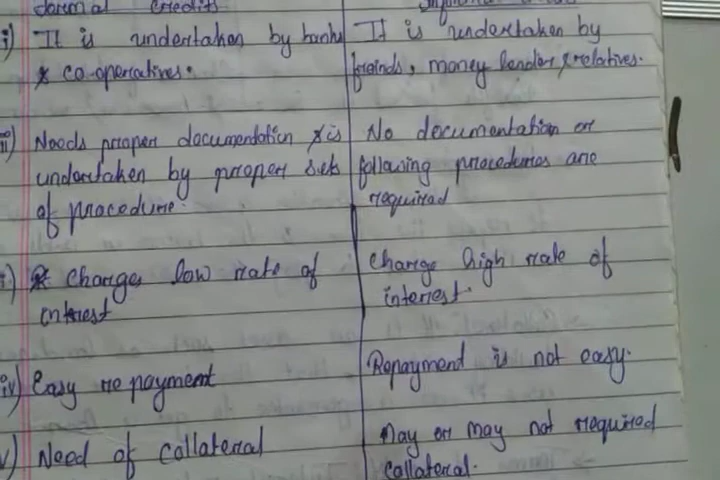 Formal credits
i) It is undertaken by banks
& co-operatives.
It is undertaken by
freinds, money lender & relatives.
ii) Needs proper documentation & is
undertaken by proper sets
of procedure.
No documentation or
following procedures are
required
Charges low rate of
interest
Charge high rate of
interest.
iv) Easy repayment
Repayment is not easy.
v) Need of collateral
May or may not required
collateral.